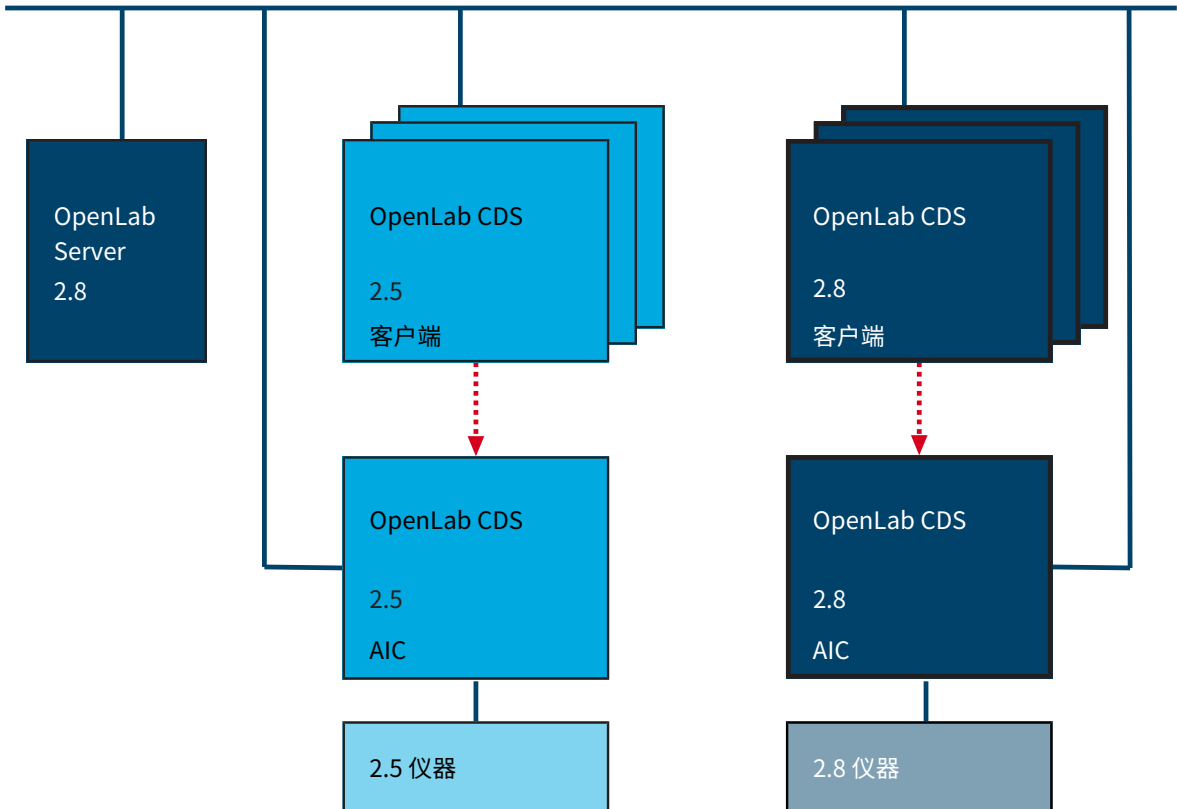 OpenLab
Server
2.8
OpenLab CDS
2.5
客户端
OpenLab CDS
2.8
客户端
OpenLab CDS
2.5
AIC
OpenLab CDS
2.8
AIC
2.5 仪器
2.8 仪器